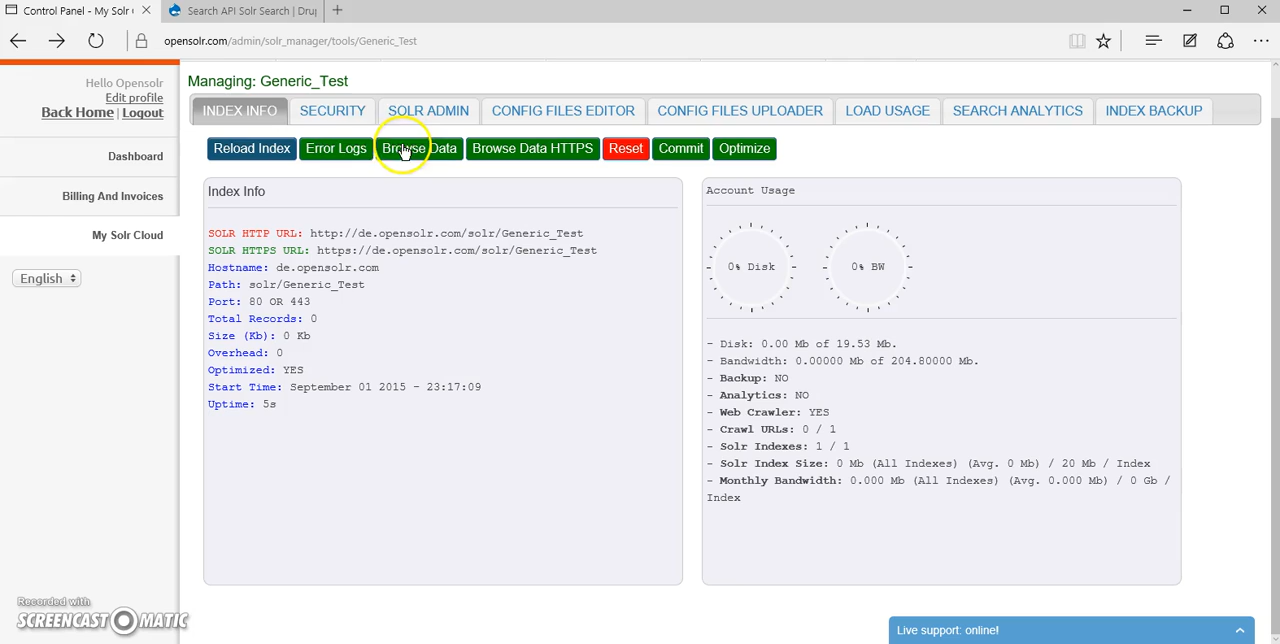 Control Panel - My Solr
Search API Solr Search | Drup
opensolr.com/admin/solr_manager/tools/Generic_Test
Hello Opensolr
Edit profile
Back Home | Logout
Dashboard
Billing And Invoices
My Solr Cloud
English
Managing: Generic_Test
INDEX INFO
SECURITY
SOLR ADMIN
CONFIG FILES EDITOR
CONFIG FILES UPLOADER
LOAD USAGE
SEARCH ANALYTICS
INDEX BACKUP
Reload Index
Error Logs
Browse Data
Browse Data HTTPS
Reset
Commit
Optimize
Index Info
SOLR HTTP URL: http://de.opensolr.com/solr/Generic_Test
SOLR HTTPS URL: https://de.opensolr.com/solr/Generic_Test
Hostname: de.opensolr.com
Path: solr/Generic_Test
Port: 80 OR 443
Total Records: 0
Size (Kb): 0 Kb
Overhead: 0
Optimized: YES
Start Time: September 01 2015 - 23:17:09
Uptime: 5s
Account Usage
0% Disk
0% BW
- Disk: 0.00 Mb of 19.53 Mb.
- Bandwidth: 0.00000 Mb of 204.80000 Mb.
- Backup: NO
- Analytics: NO
- Web Crawler: YES
- Crawl URLs: 0 / 1
- Solr Indexes: 1 / 1
- Solr Index Size: 0 Mb (All Indexes) (Avg. 0 Mb) / 20 Mb / Index
- Monthly Bandwidth: 0.000 Mb (All Indexes) (Avg. 0.000 Mb) / 0 Gb /
Index
Recorded with
SCREENCAST MATIC
Live support: online!